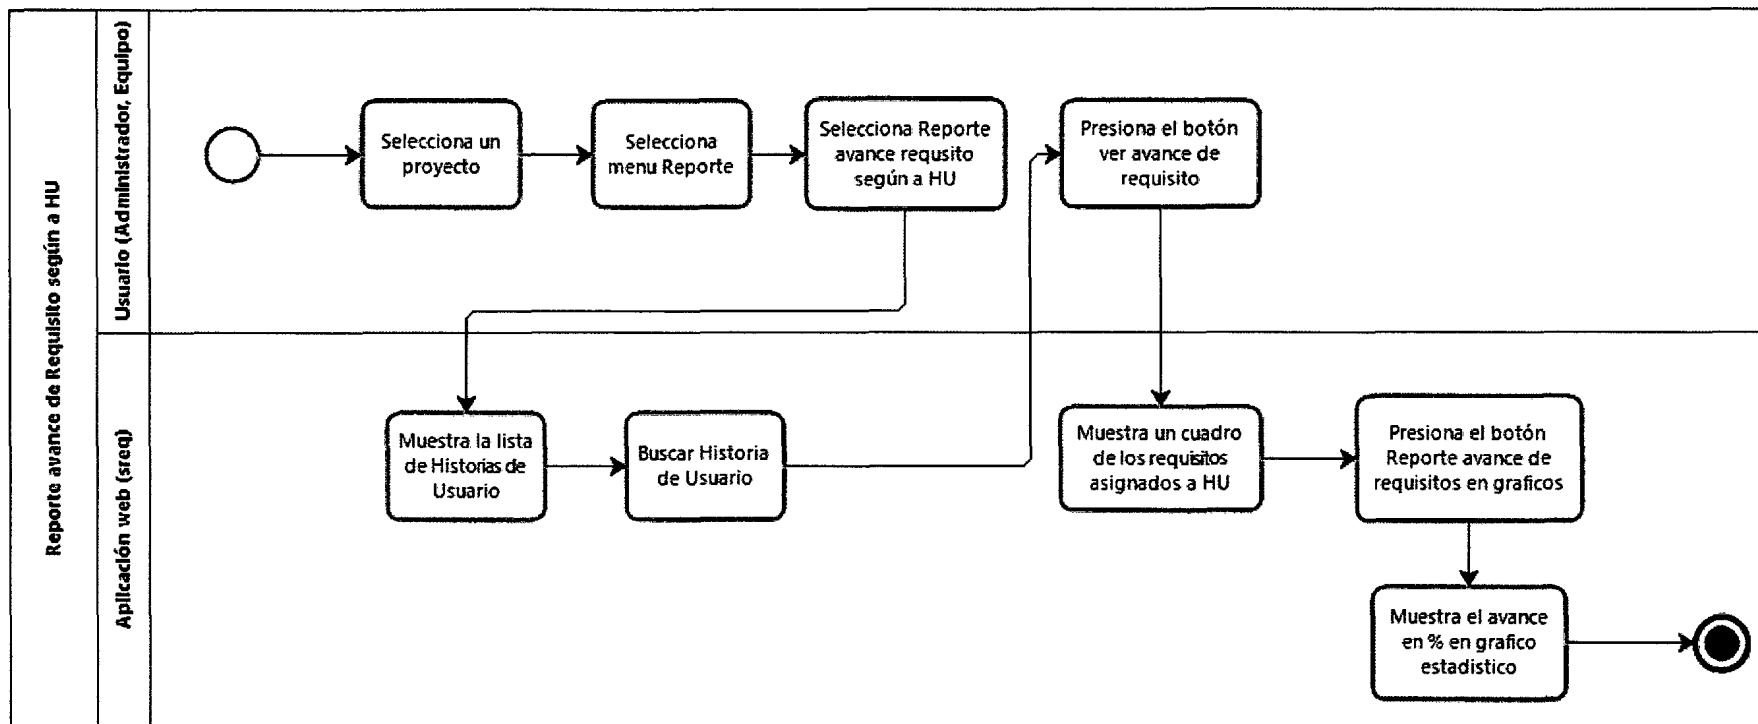 Reporte avance de Requisito según a HU
Usuario (Administrador, Equipo)
Selecciona un
proyecto
Selecciona
menu Reporte
Selecciona Reporte
avance requsito
según a HU
Presiona el botón
ver avance de
requisito
Aplicación web (sreq)
Muestra la lista
de Historias de
Usuario
Buscar Historia
de Usuario
Muestra un cuadro
de los requisitos
asignados a HU
Presiona el botón
Reporte avance de
requisitos en graficos
Muestra el avance
en % en grafico
estadistico